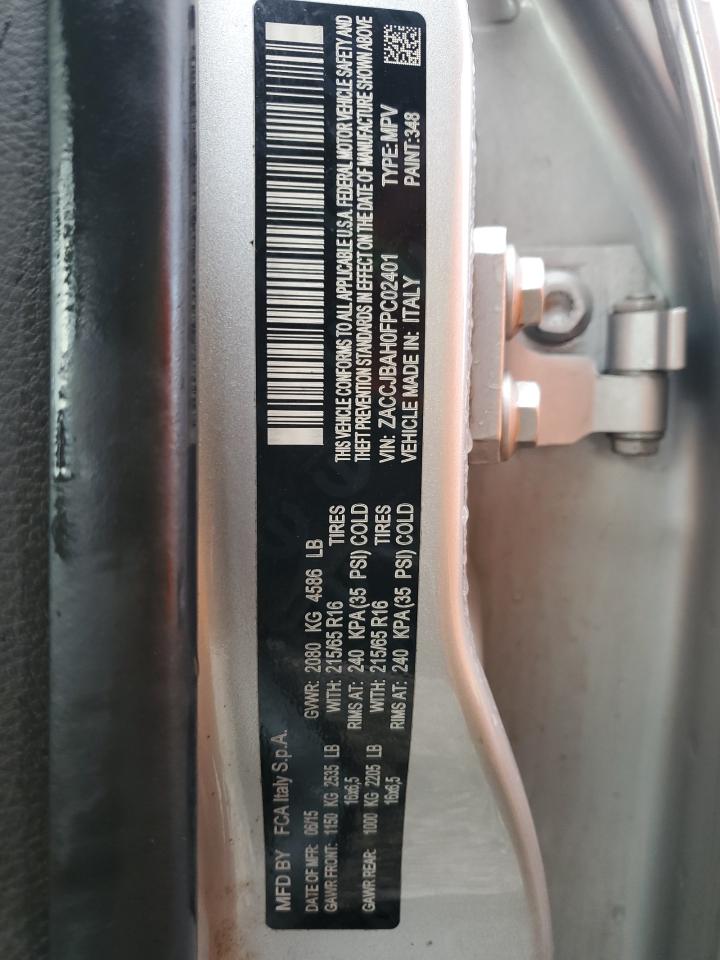 MFD BY FCA Italy S.p.A.
DATE OF MFR: 06/15 GVWR: 2080 KG 4586 LB
GAWR FRONT: 1150 KG 2535 LB WITH: 215/65 R16 TIRES
16x6,5 RIMS AT: 240 KPA (35 PSI) COLD
GAWR REAR: 1000 KG 2205 LB WITH: 215/65 R16 TIRES
16x6,5 RIMS AT: 240 KPA (35 PSI) COLD
THIS VEHICLE CONFORMS TO ALL APPLICABLE U.S.A. FEDERAL MOTOR VEHICLE SAFETY AND
THEFT PREVENTION STANDARDS IN EFFECT ON THE DATE OF MANUFACTURE SHOWN ABOVE
VIN: ZACCJBAH0FPC02401 TYPE: MPV
VEHICLE MADE IN: ITALY PAINT: 348